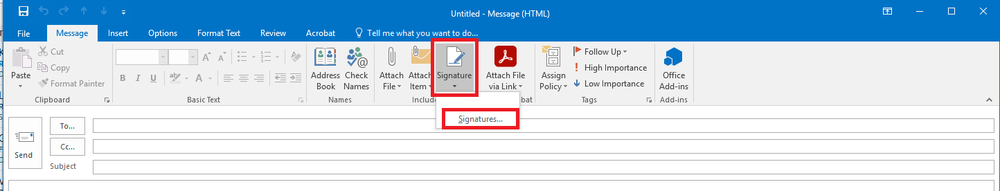 Untitled - Message (HTML)
File Message Insert Options Format Text Review Acrobat Tell me what you want to do...
Paste
Cut
Copy
Format Painter
Clipboard
B I U ab A
Basic Text
Address Book
Check Names
Names
Attach File
Attach Item
Signature
Includ
Signatures...
Attach File via Link
bat
Assign Policy
Follow Up
High Importance
Low Importance
Tags
Office Add-ins
Add-ins
Send
To...
Cc...
Subject